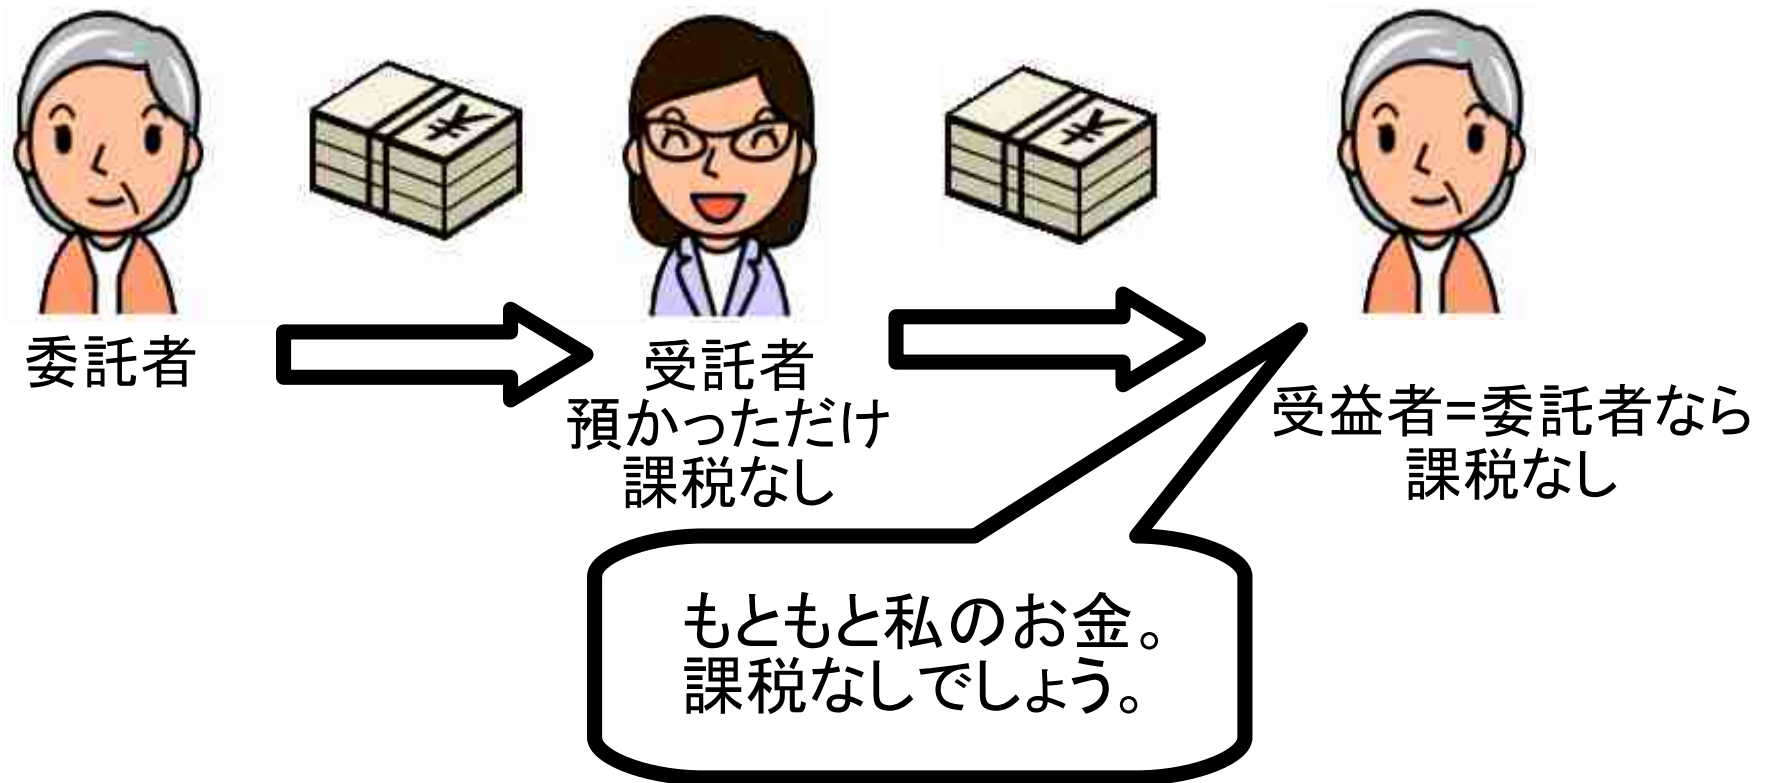 委託者
受託者
預かっただけ
課税なし
受益者=委託者なら
課税なし
もともと私のお金。
課税なしでしょう。
¥
¥